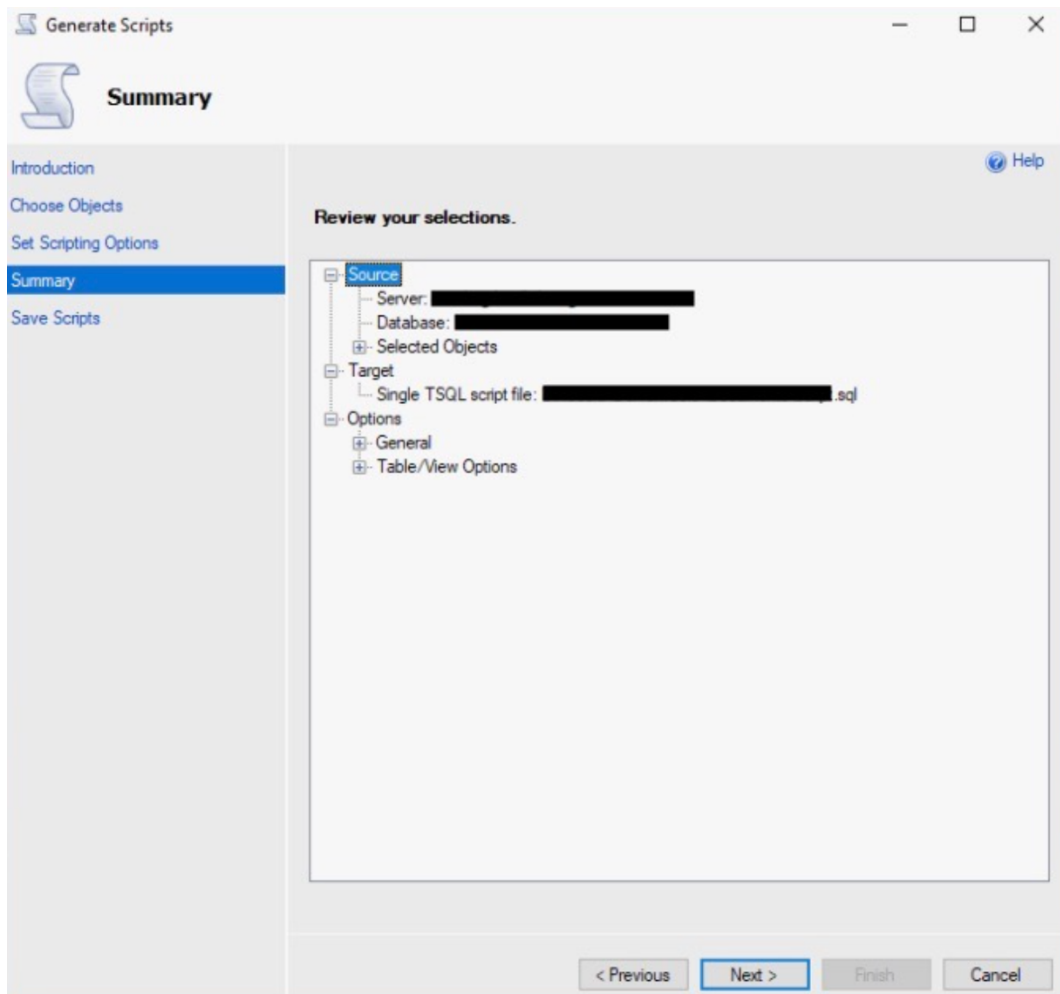 Generate Scripts
Summary
Introduction
Choose Objects
Set Scripting Options
Summary
Save Scripts
Help
Review your selections.
Source
Server:
Database:
Selected Objects
Target
Single TSQL script file: .sql
Options
General
Table/View Options
< Previous
Next >
Finish
Cancel